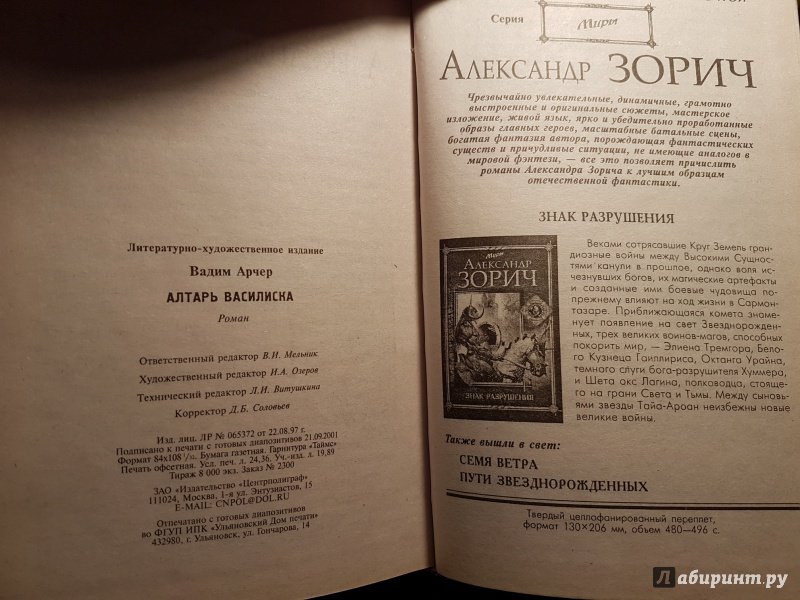 Литературно-художественное издание
Вадим Арчер
АЛТАРЬ ВАСИЛИСКА
Роман
Ответственный редактор В.И. Мельник
Художественный редактор И.А. Озеров
Технический редактор Л.И. Витушкина
Корректор Д.Б. Соловьев
Изд. лиц. ЛР № 065372 от 22.08.97 г.
Подписано к печати с готовых диапозитивов 21.09.2001
Формат 84х108 1/32. Бумага газетная. Гарнитура «Таймс»
Печать офсетная. Усл. печ. л. 24,36. Уч.-изд. л. 19,89
Тираж 8 000 экз. Заказ № 2300
ЗАО «Издательство «Центрполиграф»
111024, Москва, 1-я ул. Энтузиастов, 15
E-MAIL: CNPOL@DOL.RU
Отпечатано с готовых диапозитивов
во ФГУП ИПК «Ульяновский Дом печати»
432980, г. Ульяновск, ул. Гончарова, 14
Серия
Миры
АЛЕКСАНДР ЗОРИЧ
Чрезвычайно увлекательные, динамичные, грамотно
выстроенные и оригинальные сюжеты, мастерское
изложение, живой язык, ярко и убедительно проработанные
образы главных героев, масштабные батальные сцены,
богатая фантазия автора, порождающая фантастических
существ и причудливые ситуации, не имеющие аналогов в
мировой фэнтези, — все это позволяет причислить
романы Александра Зорича к лучшим образцам
отечественной фантастики.
ЗНАК РАЗРУШЕНИЯ
Миры
АЛЕКСАНДР
ЗОРИЧ
ЗНАК РАЗРУШЕНИЯ
Веками сотрясавшие Круг Земель гран-
диозные войны между Высокими Сущнос-
тями канули в прошлое, однако воля ис-
чезнувших богов, их магические артефакты
и созданные ими боевые чудовища по-
прежнему влияют на ход жизни в Сармон-
тазаре. Приближающаяся комета знаме-
нует появление на свет Звезднорожден-
ных, трех великих воинов-магов, способных
покорить мир, — Элиена Тремгора, Бело-
го Кузнеца Гаиллириса, Октанга Урайна,
темного слуги бога-разрушителя Хуммера,
и Шета окс Лагина, полководца, стояще-
го на грани Света и Тьмы. Между сыновь-
ями звезды Тайа-Ароан неизбежны новые
великие войны.
Также вышли в свет:
СЕМЯ ВЕТРА
ПУТИ ЗВЕЗДНОРОЖДЕННЫХ
Твердый целлофанированный переплет,
формат 130×206 мм, объем 480—496 с.
Лабиринт.ру